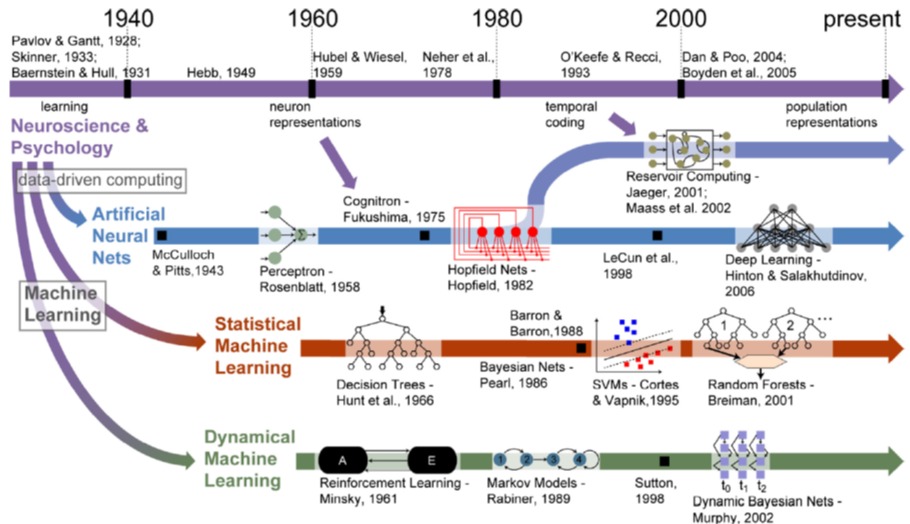 1940
1960
1980
2000
present
Pavlov & Gantt, 1928;
Skinner, 1933;
Baernstein & Hull, 1931
Hebb, 1949
Hubel & Wiesel,
1959
Neher et al.,
1978
O'Keefe & Recci,
1993
Dan & Poo, 2004;
Boyden et al., 2005
learning
neuron
representations
temporal
coding
population
representations
Neuroscience &
Psychology
data-driven computing
Reservoir Computing -
Jaeger, 2001;
Maass et al. 2002
Artificial
Neural
Nets
McCulloch
& Pitts,1943
Σ
Perceptron -
Rosenblatt, 1958
Cognitron -
Fukushima, 1975
Hopfield Nets -
Hopfield, 1982
LeCun et al.,
1998
Deep Learning -
Hinton & Salakhutdinov,
2006
Machine
Learning
Statistical
Machine
Learning
Decision Trees -
Hunt et al., 1966
Barron &
Barron,1988
Bayesian Nets -
Pearl, 1986
SVMs - Cortes
& Vapnik,1995
1
2
...
Random Forests -
Breiman, 2001
Dynamical
Machine
Learning
A
E
Reinforcement Learning -
Minsky, 1961
1 2 3 4
Markov Models -
Rabiner, 1989
Sutton,
1998
t0 t1 t2
Dynamic Bayesian Nets -
Murphy, 2002